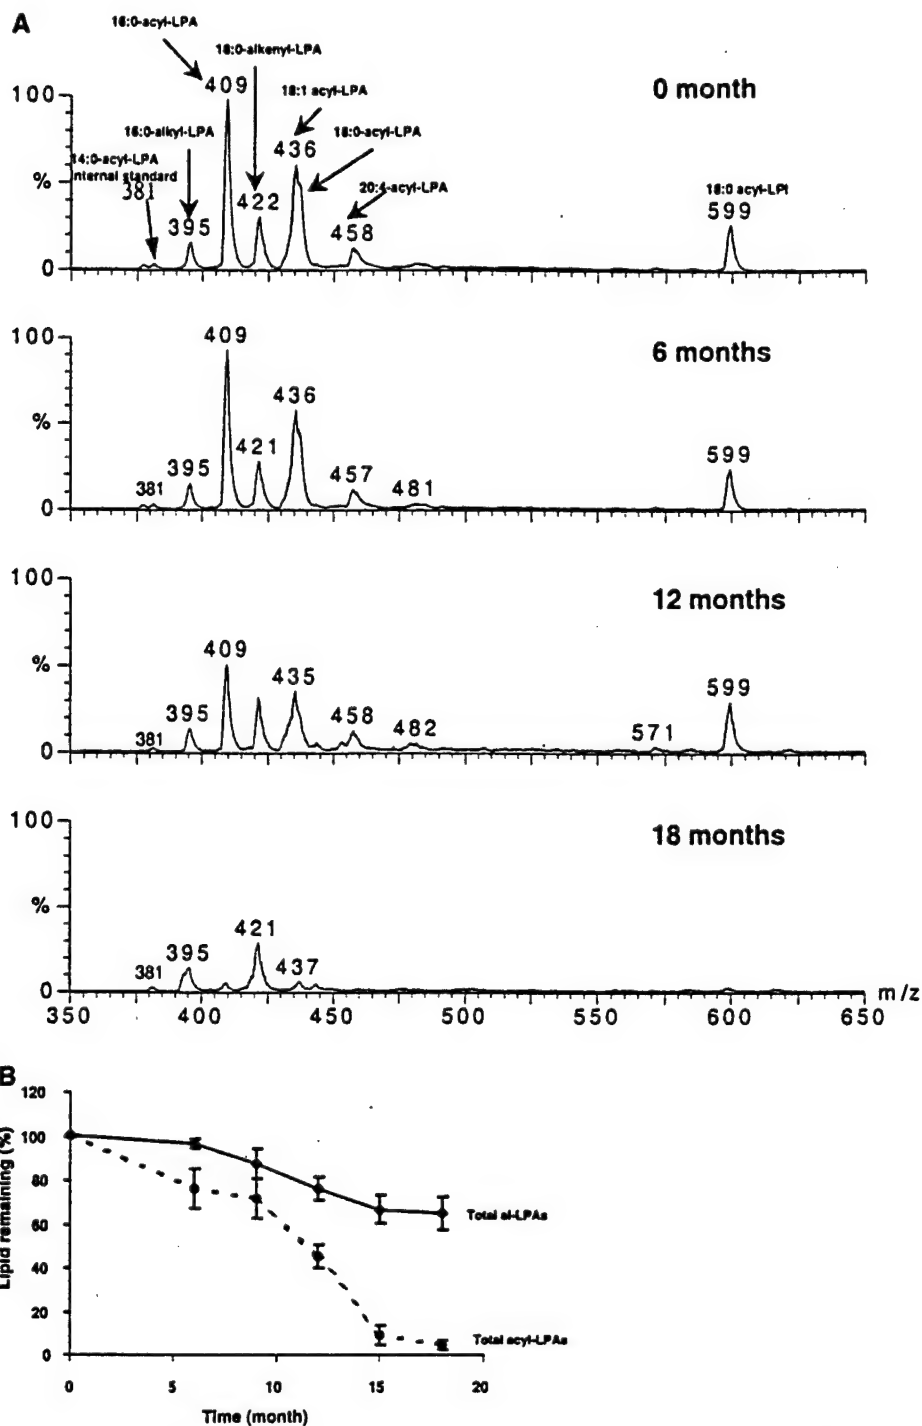 A
16:0-acyl-LPA
18:0-alkenyl-LPA
409
0 month
100
18:1 acyl-LPA
16:0-alkyl-LPA
18:0-acyl-LPA
436
14:0-acyl-LPA
internal standard
20:4-acyl-LPA
18:0 acyl-LPI
%
381
422
599
395
458
0
100
409
6 months
436
%
421
599
395
457
381
481
0
100
12 months
409
%
435
599
395
458
381
482
571
0
100
18 months
%
421
395
437
381
0
m/z
350 400 450 500 550 600 650
B
120
100
80
60
40
20
0
Lipid remaining (%)
Total al-LPAs
Total acyl-LPAs
0 5 10 15 20
Time (month)